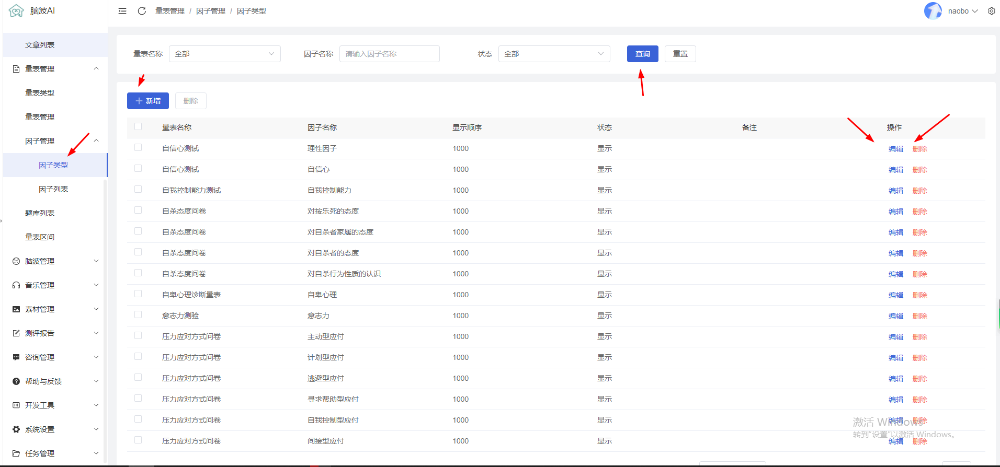 脑波AI
量表管理 / 因子管理 / 因子类型
naobo
文章列表
量表管理
量表类型
量表管理
因子管理
因子类型
因子列表
题库列表
量表区间
脑波管理
音乐管理
素材管理
测评报告
咨询管理
帮助与反馈
开发工具
系统设置
任务管理
量表名称 全部 因子名称 请输入因子名称 状态 全部 查询 重置
新增 删除
量表名称 因子名称 显示顺序 状态 备注 操作
自信心测试 理性因子 1000 显示 编辑 删除
自信心测试 自信心 1000 显示 编辑 删除
自我控制能力测试 自我控制能力 1000 显示 编辑 删除
自杀态度问卷 对按乐死的态度 1000 显示 编辑 删除
自杀态度问卷 对自杀者家属的态度 1000 显示 编辑 删除
自杀态度问卷 对自杀者的态度 1000 显示 编辑 删除
自杀态度问卷 对自杀行为性质的认识 1000 显示 编辑 删除
自卑心理诊断量表 自卑心理 1000 显示 编辑 删除
意志力测验 意志力 1000 显示 编辑 删除
压力应对方式问卷 主动型应付 1000 显示 编辑 删除
压力应对方式问卷 计划型应付 1000 显示 编辑 删除
压力应对方式问卷 逃避型应付 1000 显示 编辑 删除
压力应对方式问卷 寻求帮助型应付 1000 显示 编辑 删除
压力应对方式问卷 自我控制型应付 1000 显示 编辑 删除
压力应对方式问卷 间接型应付 1000 显示 编辑 删除
激活 Windows
转到“设置”以激活 Windows。